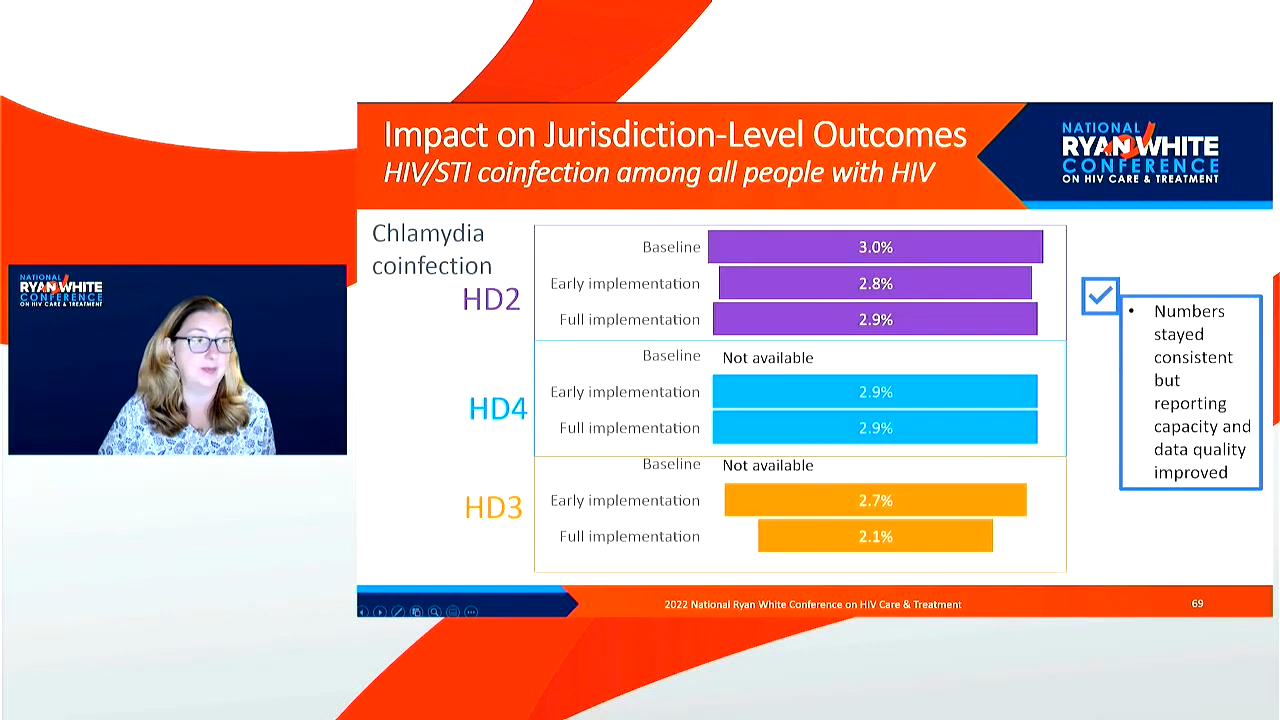 Impact on Jurisdiction-Level Outcomes
HIV/STI coinfection among all people with HIV
NATIONAL
RYAN WHITE
CONFERENCE
ON HIV CARE & TREATMENT
Chlamydia
coinfection
HD2
Baseline 3.0%
Early implementation 2.8%
Full implementation 2.9%
HD4
Baseline Not available
Early implementation 2.9%
Full implementation 2.9%
HD3
Baseline Not available
Early implementation 2.7%
Full implementation 2.1%
• Numbers
stayed
consistent
but
reporting
capacity and
data quality
improved
NATIONAL
RYAN WHITE
CONFERENCE
ON HIV CARE & TREATMENT
2022 National Ryan White Conference on HIV Care & Treatment
69